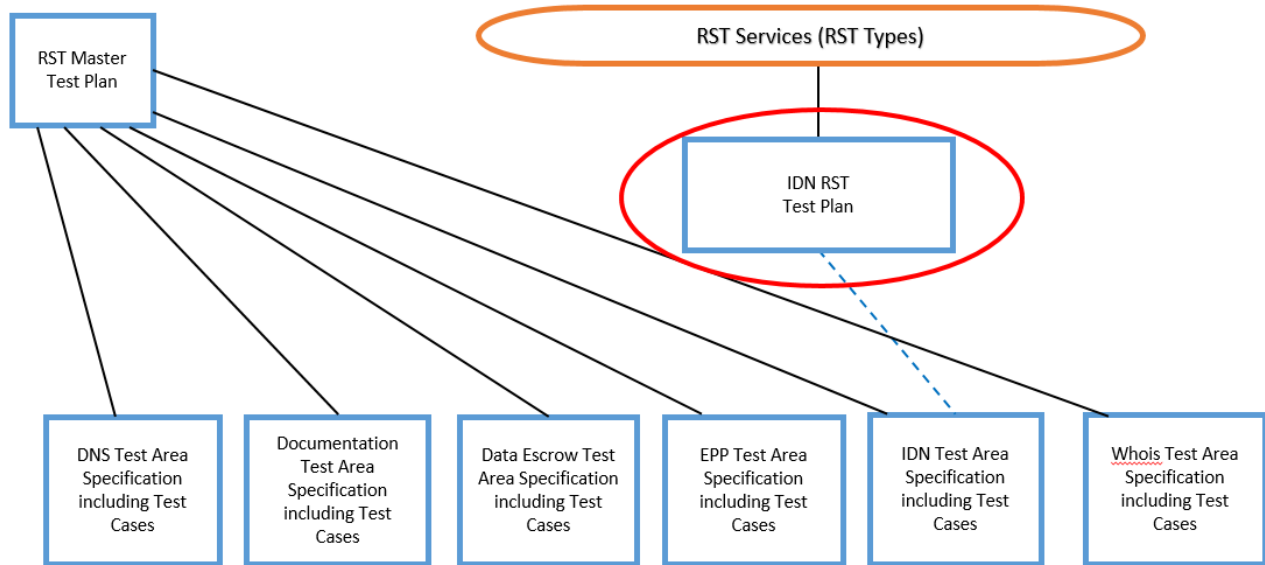 RST Master
Test Plan
RST Services (RST Types)
IDN RST
Test Plan
DNS Test Area
Specification
including Test
Cases
Documentation
Test Area
Specification
including Test
Cases
Data Escrow Test
Area Specification
including Test
Cases
EPP Test Area
Specification
including Test
Cases
IDN Test Area
Specification
including Test
Cases
Whois Test Area
Specification
including Test
Cases